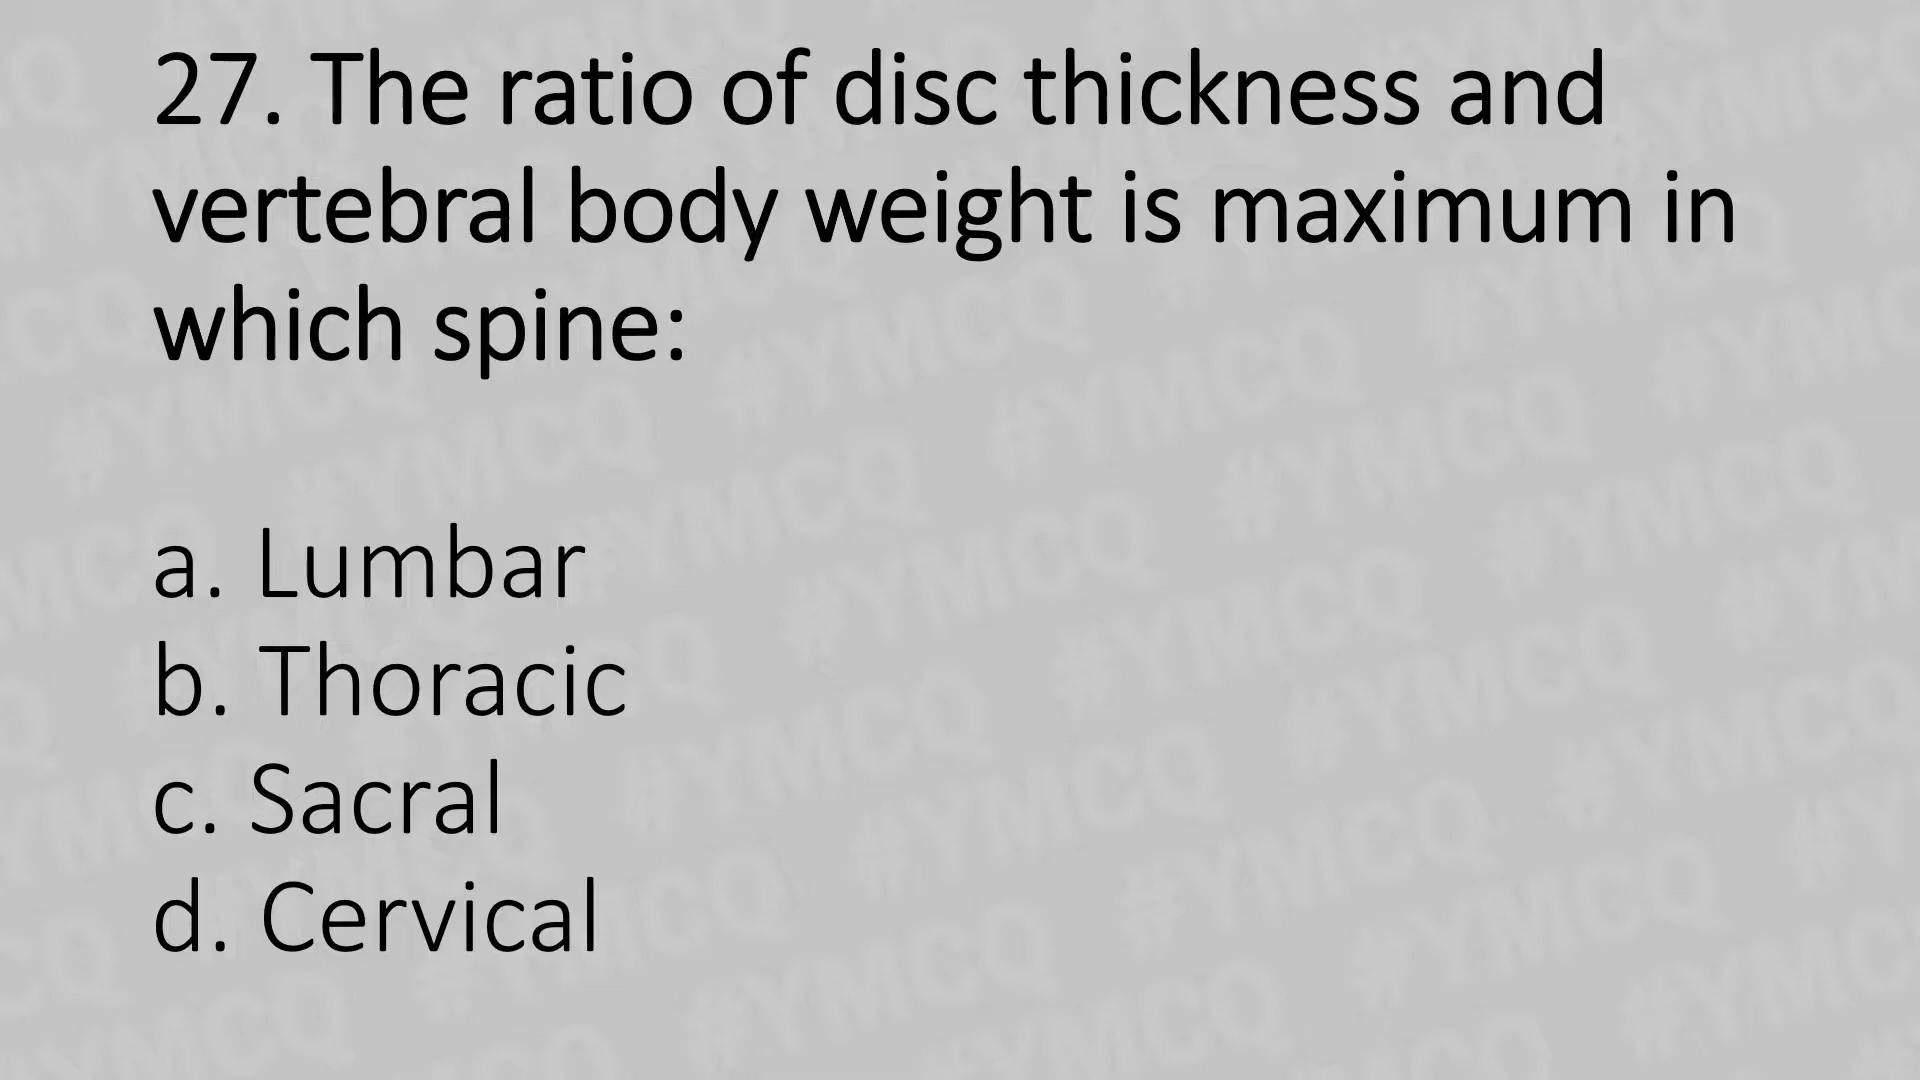 27. The ratio of disc thickness and
vertebral body weight is maximum in
which spine:
a. Lumbar
b. Thoracic
c. Sacral
d. Cervical
#YMCQ